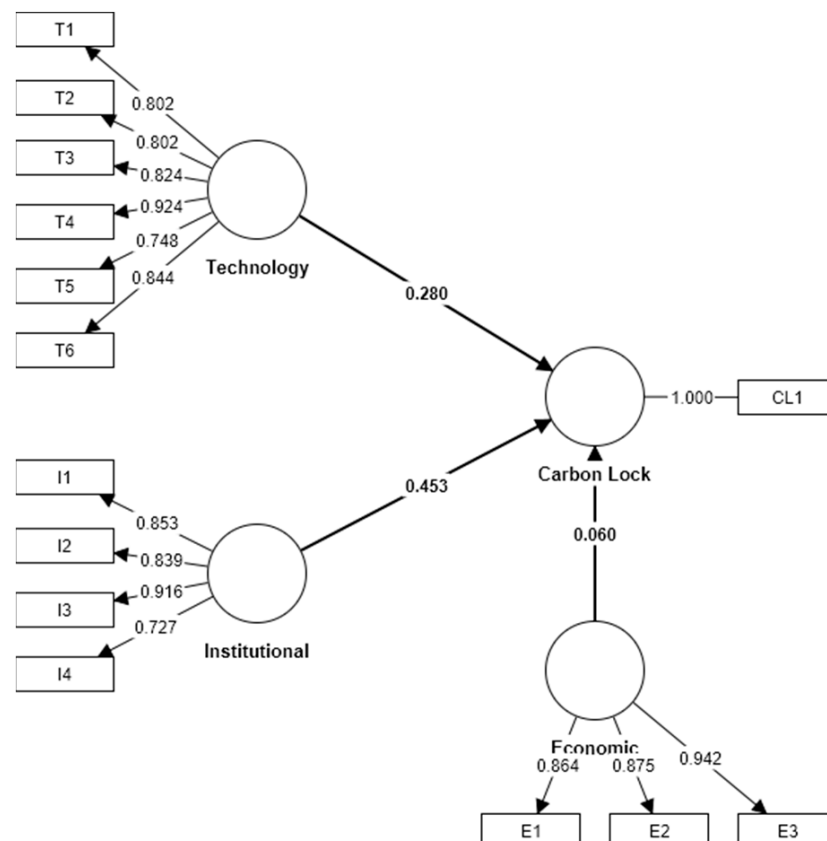 T1
0.802
T2
0.802
T3
0.824
T4
0.924
0.748
T5
0.844
T6
Technology
0.280
1.000
CL1
Carbon Lock
I1
0.853
I2
0.839
I3
0.916
0.727
I4
Institutional
0.453
0.060
Economic
0.864
0.875
0.942
E1
E2
E3